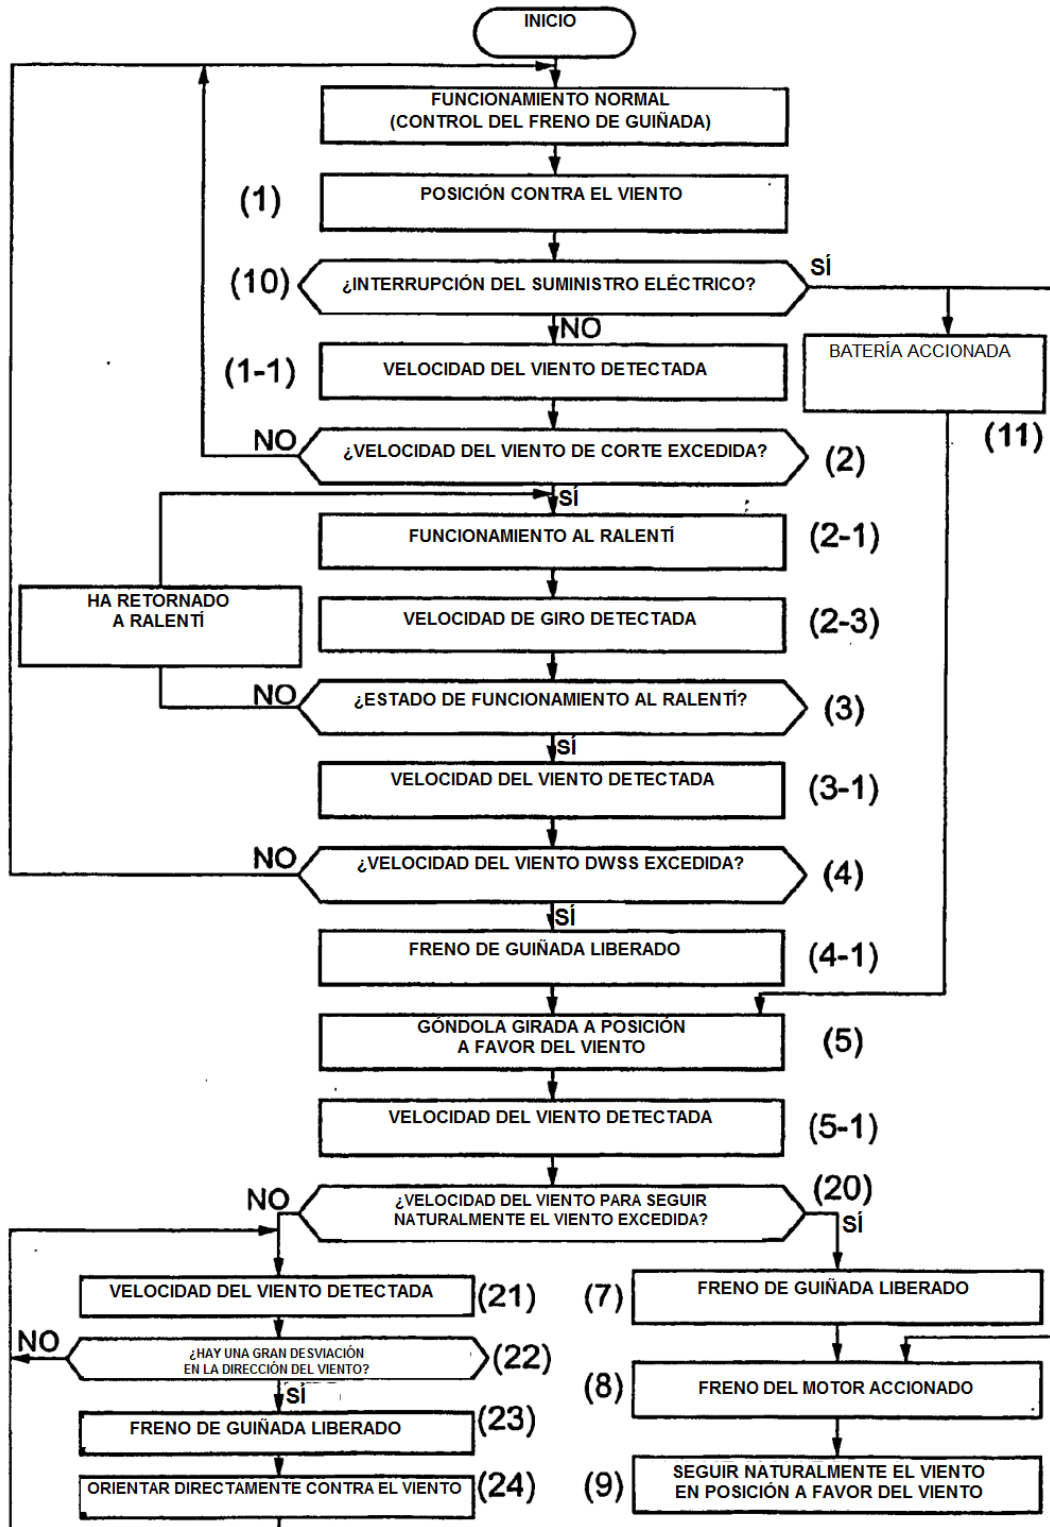 INICIO
FUNCIONAMIENTO NORMAL
(CONTROL DEL FRENO DE GUIÑADA)
(1)
POSICIÓN CONTRA EL VIENTO
(10)
¿INTERRUPCIÓN DEL SUMINISTRO ELÉCTRICO?
SÍ
NO
BATERÍA ACCIONADA
(11)
(1-1)
VELOCIDAD DEL VIENTO DETECTADA
NO
¿VELOCIDAD DEL VIENTO DE CORTE EXCEDIDA?
(2)
SÍ
FUNCIONAMIENTO AL RALENTÍ
(2-1)
HA RETORNADO
A RALENTÍ
VELOCIDAD DE GIRO DETECTADA
(2-3)
NO
¿ESTADO DE FUNCIONAMIENTO AL RALENTÍ?
(3)
SÍ
VELOCIDAD DEL VIENTO DETECTADA
(3-1)
NO
¿VELOCIDAD DEL VIENTO DWSS EXCEDIDA?
(4)
SÍ
FRENO DE GUIÑADA LIBERADO
(4-1)
GÓNDOLA GIRADA A POSICIÓN
A FAVOR DEL VIENTO
(5)
VELOCIDAD DEL VIENTO DETECTADA
(5-1)
NO
¿VELOCIDAD DEL VIENTO PARA SEGUIR
NATURALMENTE EL VIENTO EXCEDIDA?
(20)
SÍ
VELOCIDAD DEL VIENTO DETECTADA
(21)
NO
¿HAY UNA GRAN DESVIACIÓN
EN LA DIRECCIÓN DEL VIENTO?
(22)
SÍ
FRENO DE GUIÑADA LIBERADO
(23)
ORIENTAR DIRECTAMENTE CONTRA EL VIENTO
(24)
(7)
FRENO DE GUIÑADA LIBERADO
(8)
FRENO DEL MOTOR ACCIONADO
(9)
SEGUIR NATURALMENTE EL VIENTO
EN POSICIÓN A FAVOR DEL VIENTO